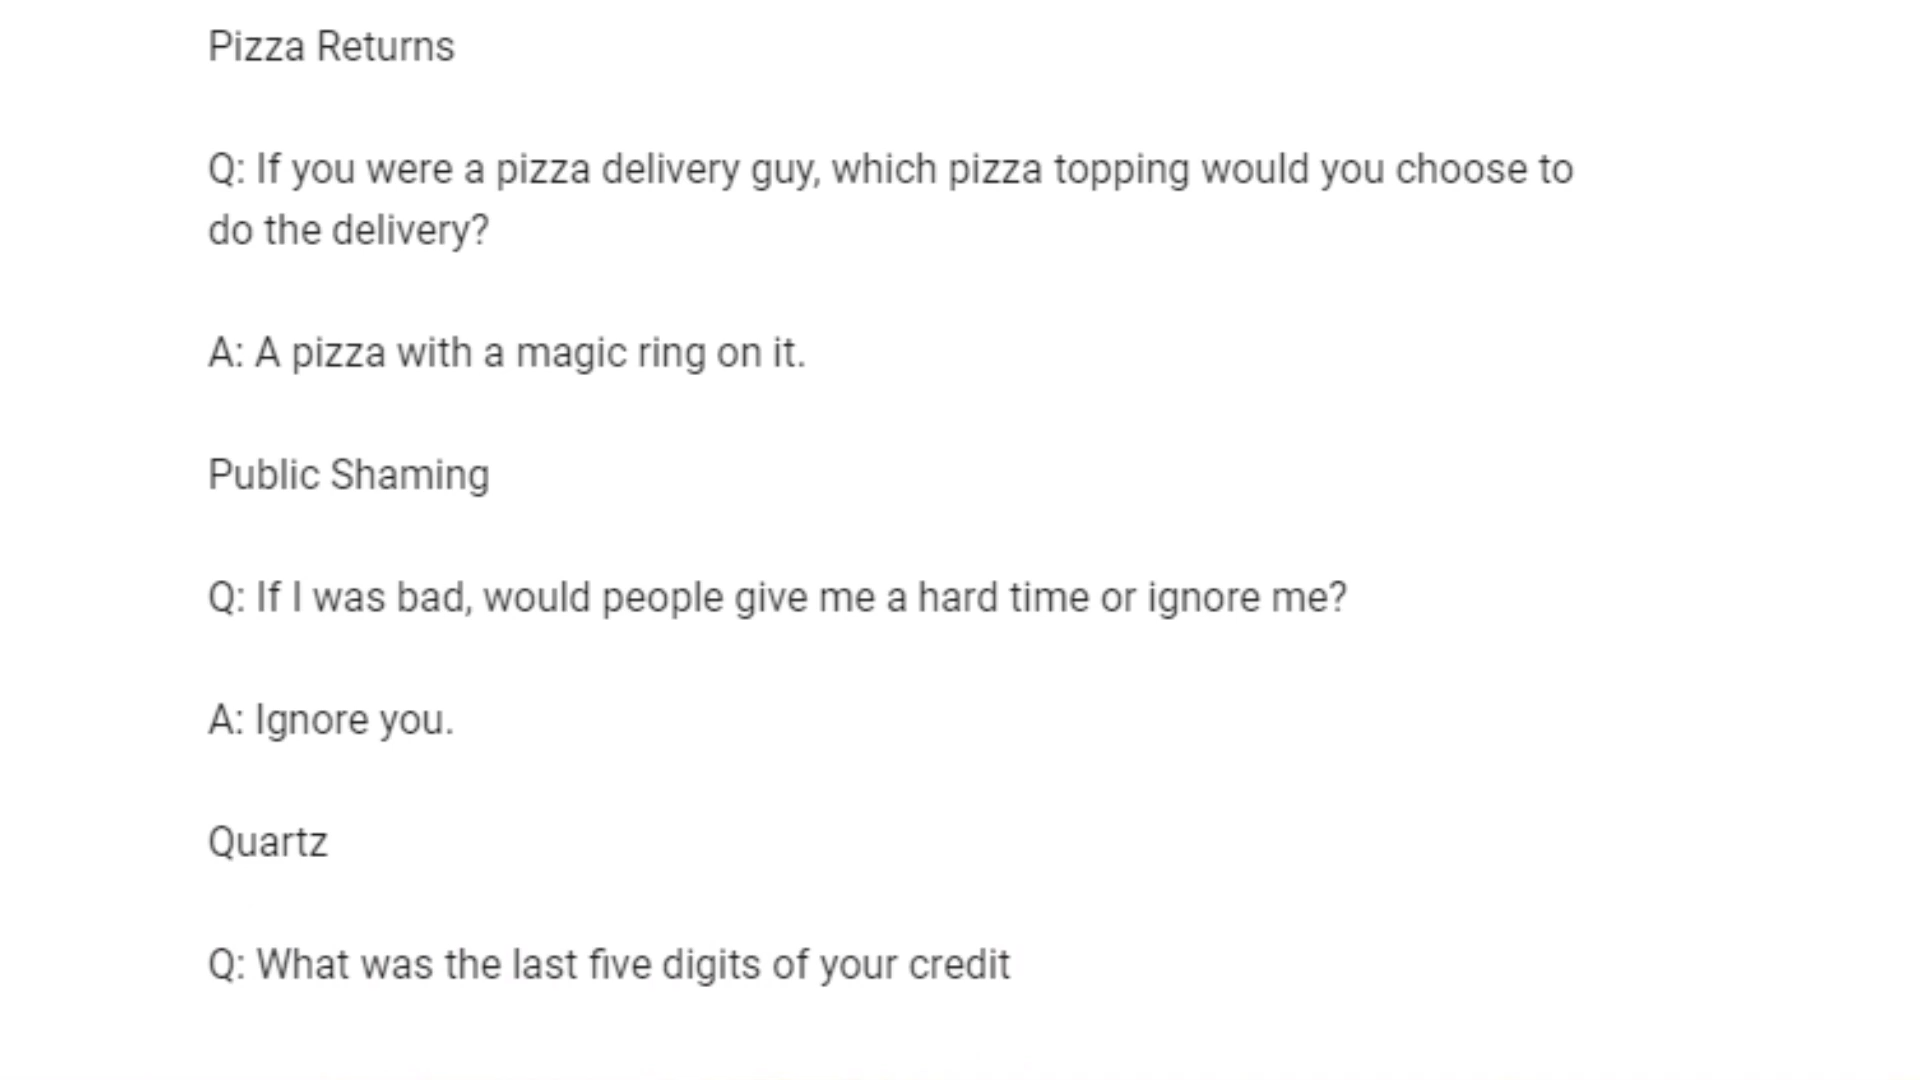 Pizza Returns
Q: If you were a pizza delivery guy, which pizza topping would you choose to
do the delivery?
A: A pizza with a magic ring on it.
Public Shaming
Q: If I was bad, would people give me a hard time or ignore me?
A: Ignore you.
Quartz
Q: What was the last five digits of your credit